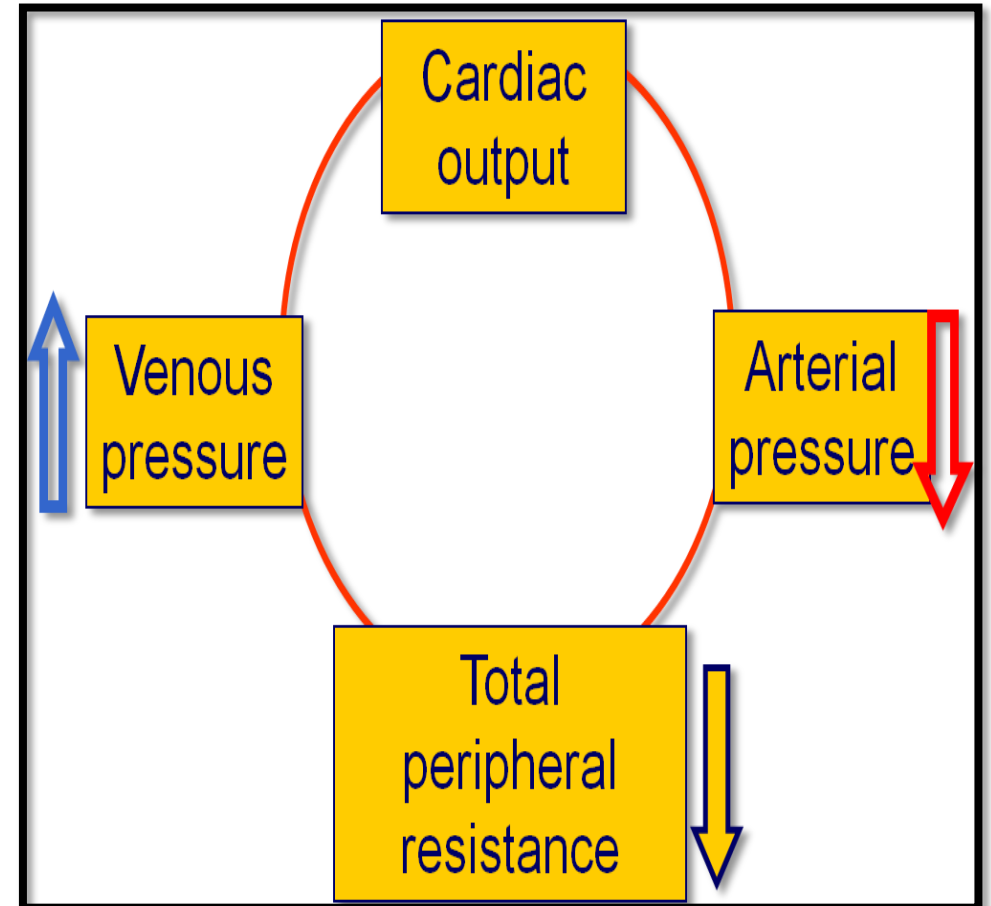 Cardiac
output
Venous
pressure
Arterial
pressure
Total
peripheral
resistance